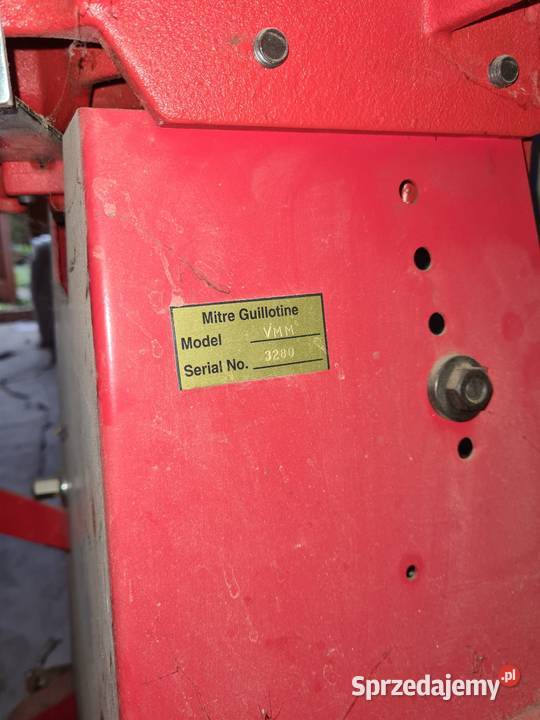 Mitre Guillotine
Model VMM
Serial No. 3280
Sprzedajemy.pl